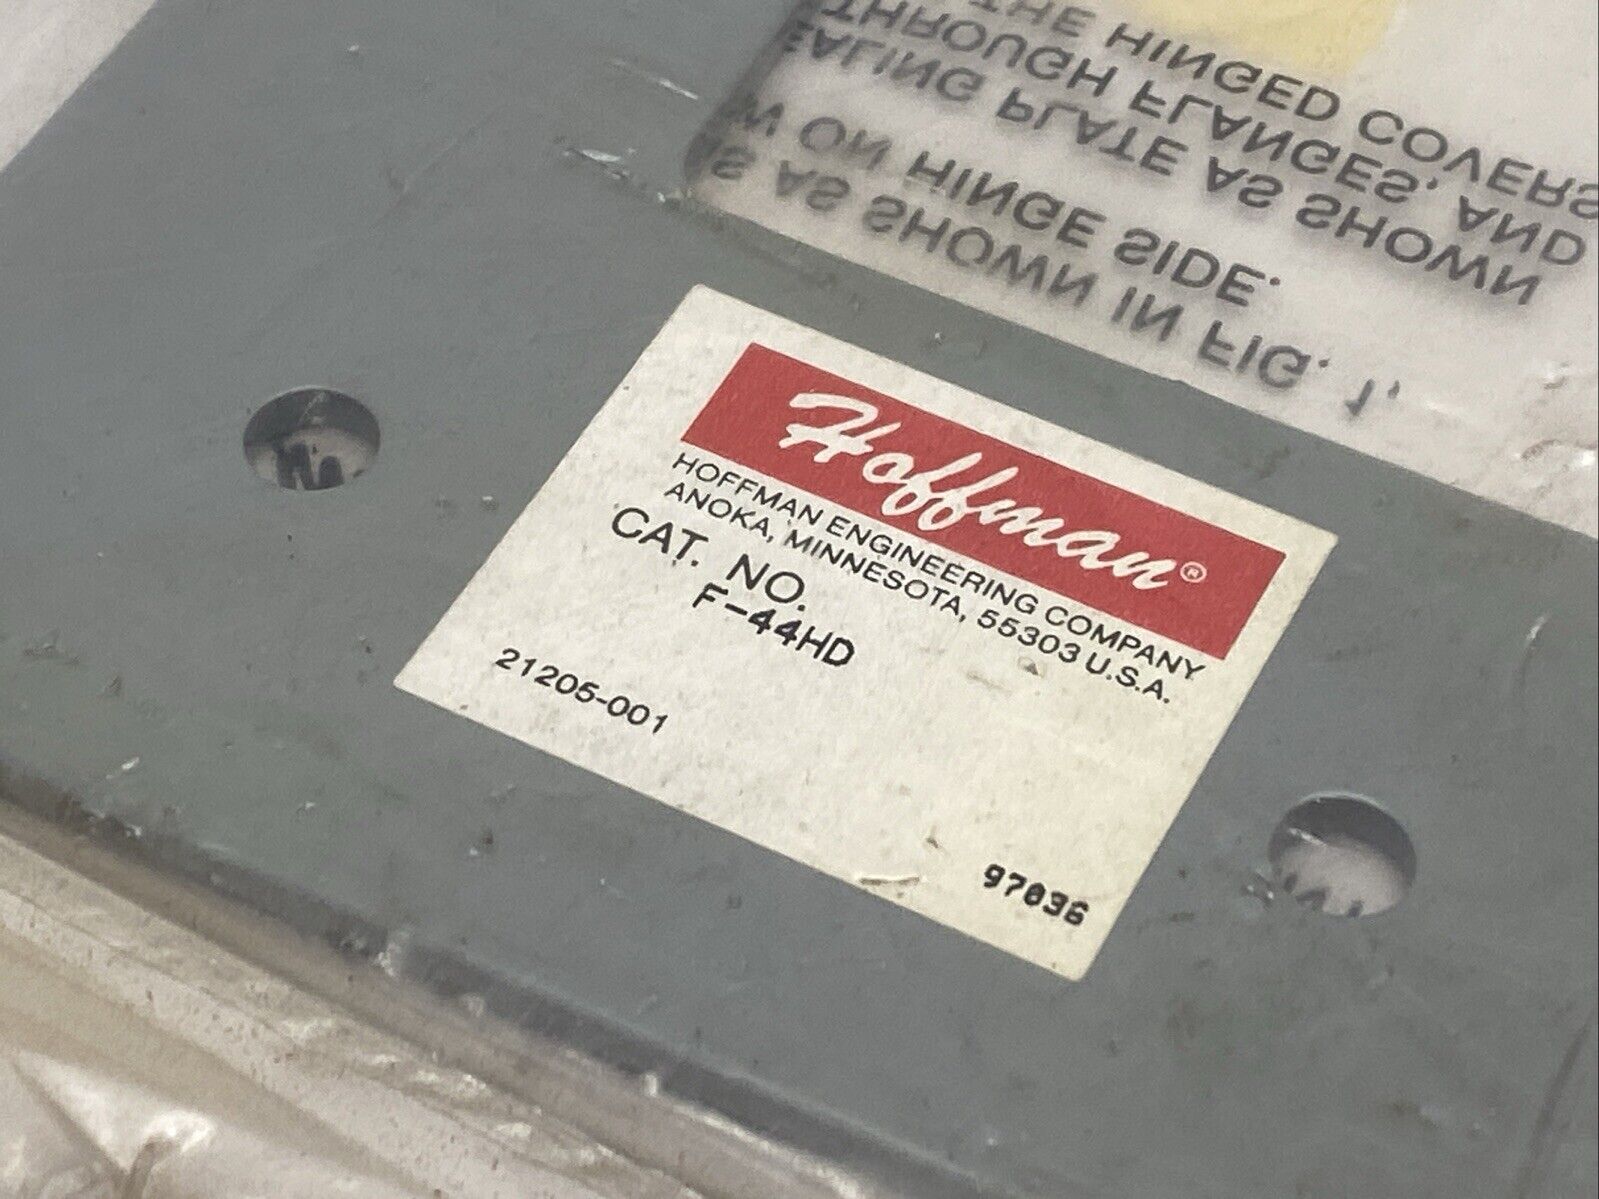 THE HINGED COVERS
THROUGH FLANGES, AND
PLATE AS SHOWN
ON HINGE SIDE.
AS SHOWN IN FIG. 1,
Hoffman®
HOFFMAN ENGINEERING COMPANY
ANOKA, MINNESOTA, 55303 U.S.A.
CAT. NO.
F-44HD
21205-001
97036